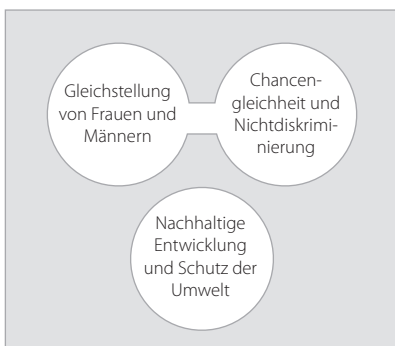 Gleichstellung
von Frauen und
Männern
Chancen-
gleichheit und
Nichtdiskrimi-
nierung
Nachhaltige
Entwicklung
und Schutz der
Umwelt